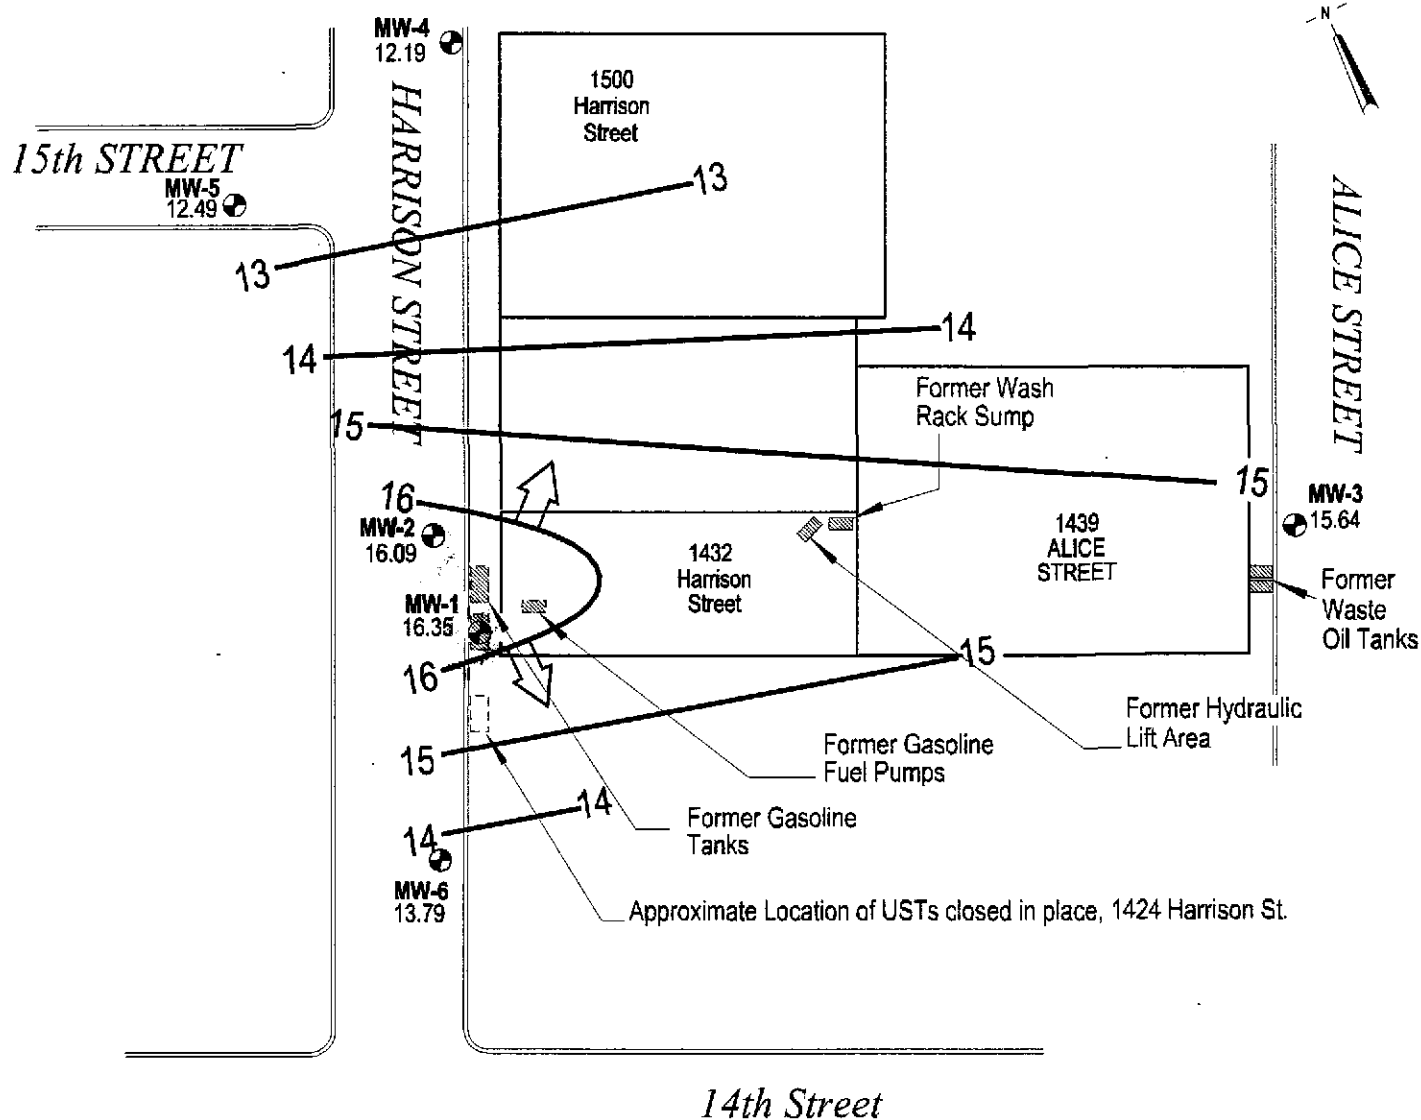 N
MW-4
12.19
1500
Harrison
Street
HARRISON STREET
15th STREET
MW-5
12.49
13
13
ALICE STREET
14
14
Former Wash
Rack Sump
15
15
16
MW-2
16.09
MW-3
15.64
1432
Harrison
Street
1439
ALICE
STREET
Former
Waste
Oil Tanks
MW-1
16.35
16
15
15
Former Hydraulic
Lift Area
Former Gasoline
Fuel Pumps
14
14
Former Gasoline
Tanks
MW-6
13.79
Approximate Location of USTs closed in place, 1424 Harrison St.
14th Street